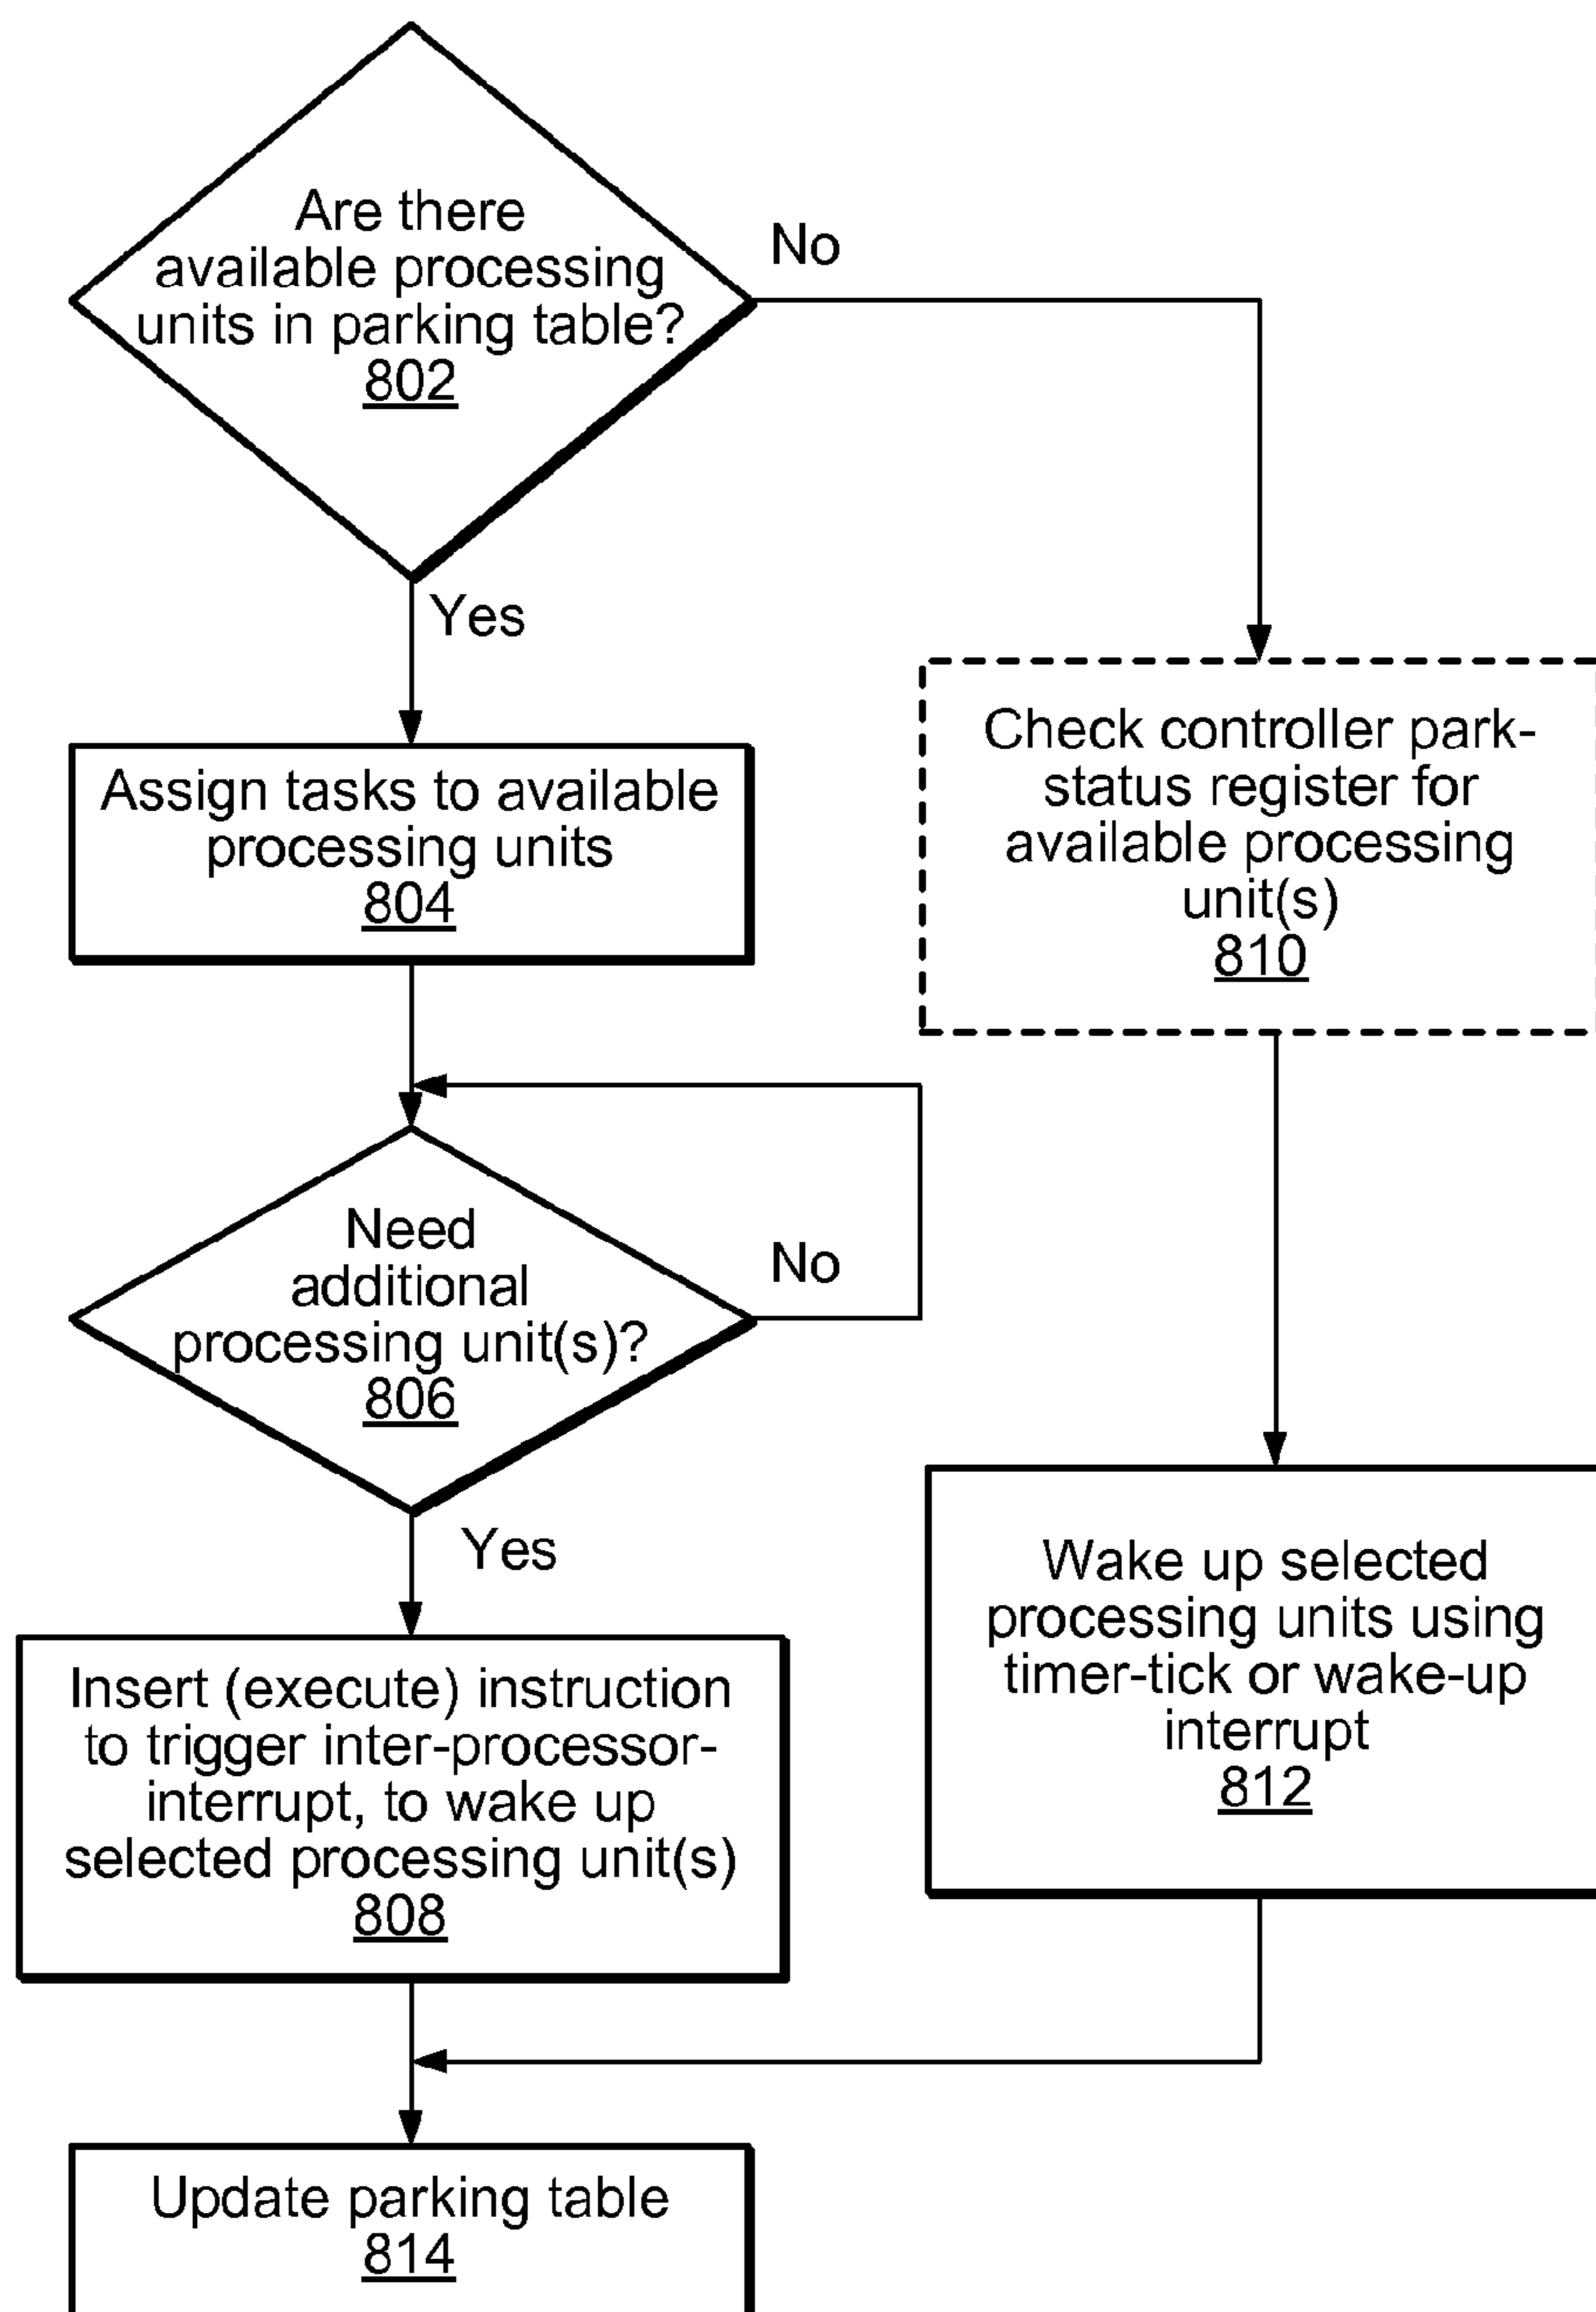 Are there
available processing
units in parking table?
802
No
Yes
Assign tasks to available
processing units
804
Check controller park-
status register for
available processing
unit(s)
810
Need
additional
processing unit(s)?
806
No
Yes
Insert (execute) instruction
to trigger inter-processor-
interrupt, to wake up
selected processing unit(s)
808
Wake up selected
processing units using
timer-tick or wake-up
interrupt
812
Update parking table
814